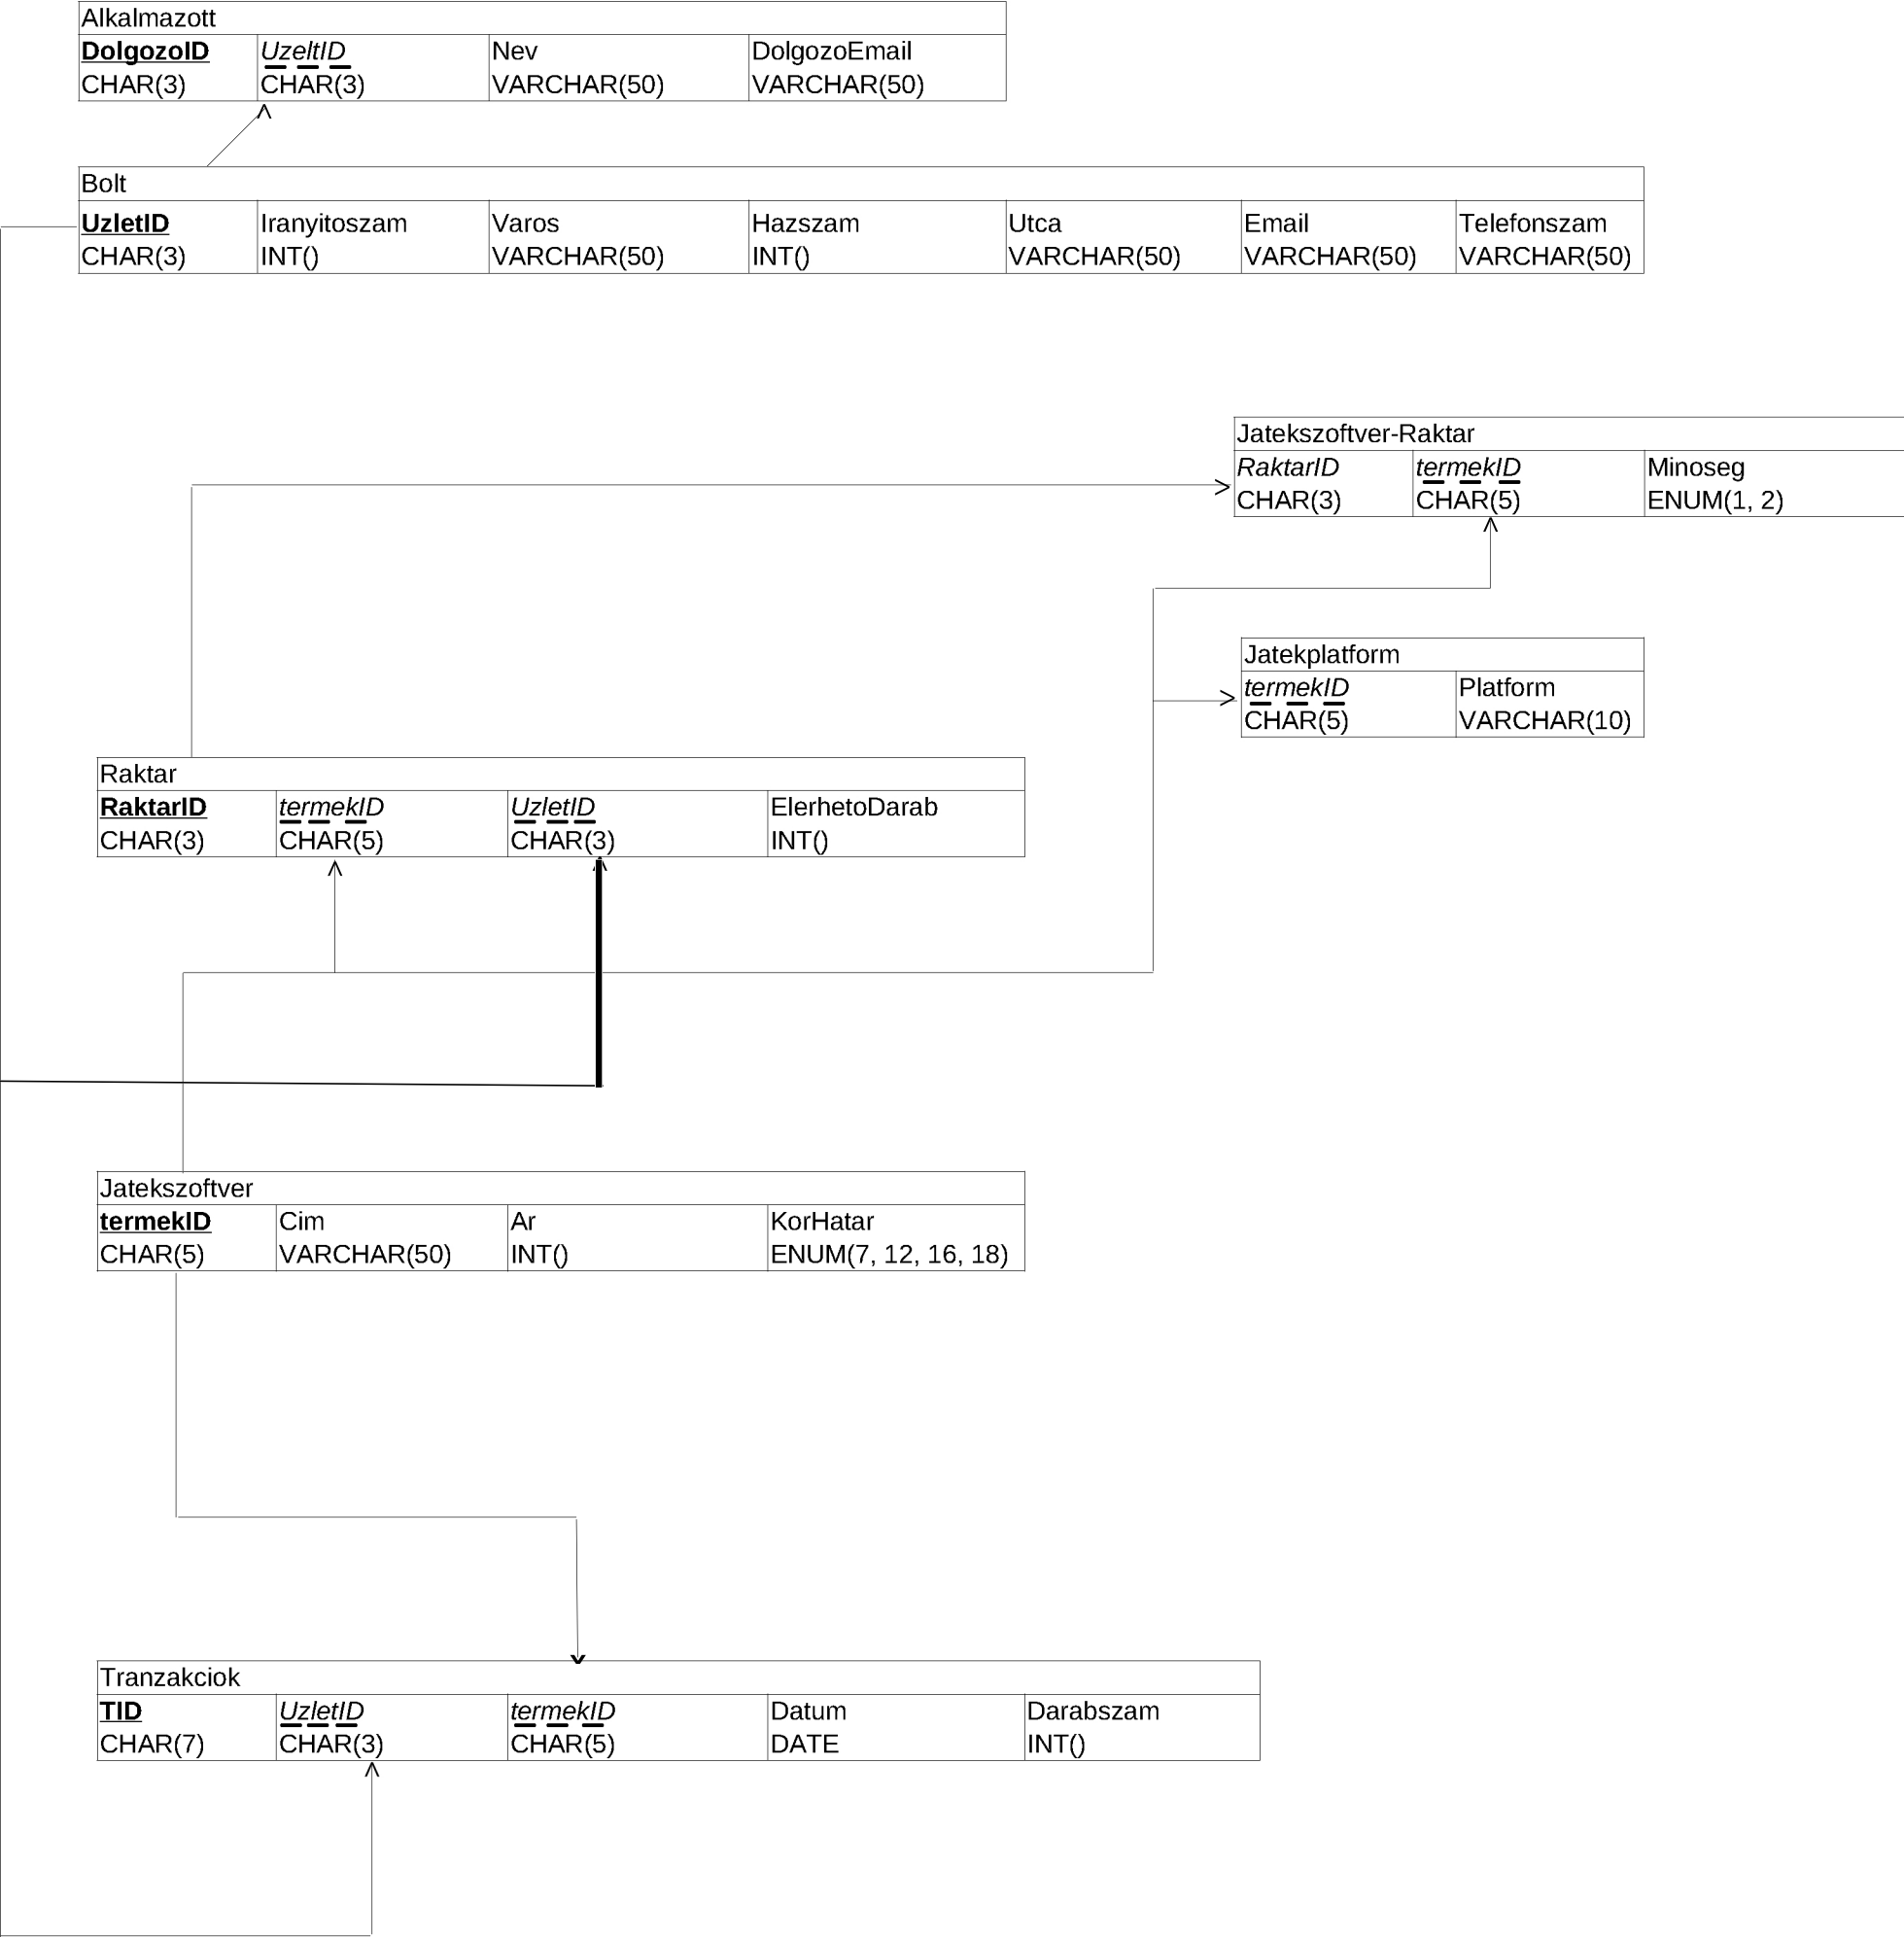 Alkalmazott
DolgozoID UzeltID Nev DolgozoEmail
CHAR(3) CHAR(3) VARCHAR(50) VARCHAR(50)
Bolt
UzletID Iranyitoszam Varos Hazszam Utca Email Telefonszam
CHAR(3) INT() VARCHAR(50) INT() VARCHAR(50) VARCHAR(50) VARCHAR(50)
Jatekszoftver-Raktar
RaktarID termekID Minoseg
CHAR(3) CHAR(5) ENUM(1, 2)
Jatekplatform
termekID Platform
CHAR(5) VARCHAR(10)
Raktar
RaktarID termekID UzletID ElerhetoDarab
CHAR(3) CHAR(5) CHAR(3) INT()
Jatekszoftver
termekID Cim Ar KorHatar
CHAR(5) VARCHAR(50) INT() ENUM(7, 12, 16, 18)
Tranzakciok
TID UzletID termekID Datum Darabszam
CHAR(7) CHAR(3) CHAR(5) DATE INT()